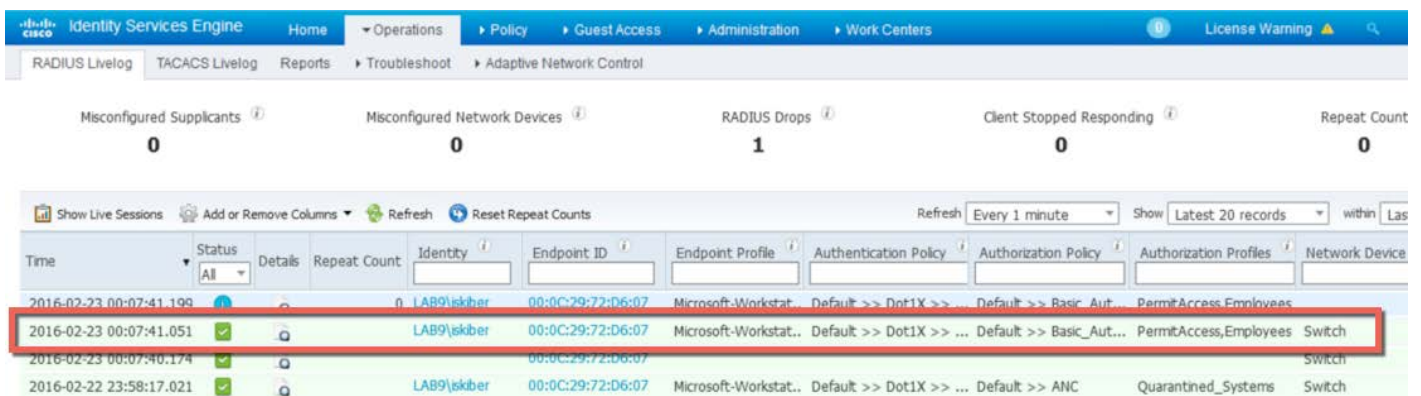 cisco Identity Services Engine Home Operations Policy Guest Access Administration Work Centers 0 License Warning
RADIUS Livelog TACACS Livelog Reports Troubleshoot Adaptive Network Control
Misconfigured Supplicants Misconfigured Network Devices RADIUS Drops Client Stopped Responding Repeat Count
0 0 1 0 0
Show Live Sessions Add or Remove Columns Refresh Reset Repeat Counts Refresh Every 1 minute Show Latest 20 records within Las
Time Status Details Repeat Count Identity Endpoint ID Endpoint Profile Authentication Policy Authorization Policy Authorization Profiles Network Device
All
2016-02-23 00:07:41.199 0 LAB9\iskiber 00:0C:29:72:D6:07 Microsoft-Workstat.. Default >> Dot1X >> ... Default >> Basic_Aut... PermitAccess,Employees
2016-02-23 00:07:41.051 LAB9\iskiber 00:0C:29:72:D6:07 Microsoft-Workstat.. Default >> Dot1X >> ... Default >> Basic_Aut... PermitAccess,Employees Switch
2016-02-23 00:07:40.174 00:0C:29:72:D6:07 Switch
2016-02-22 23:58:17.021 LAB9\iskiber 00:0C:29:72:D6:07 Microsoft-Workstat.. Default >> Dot1X >> ... Default >> ANC Quarantined_Systems Switch